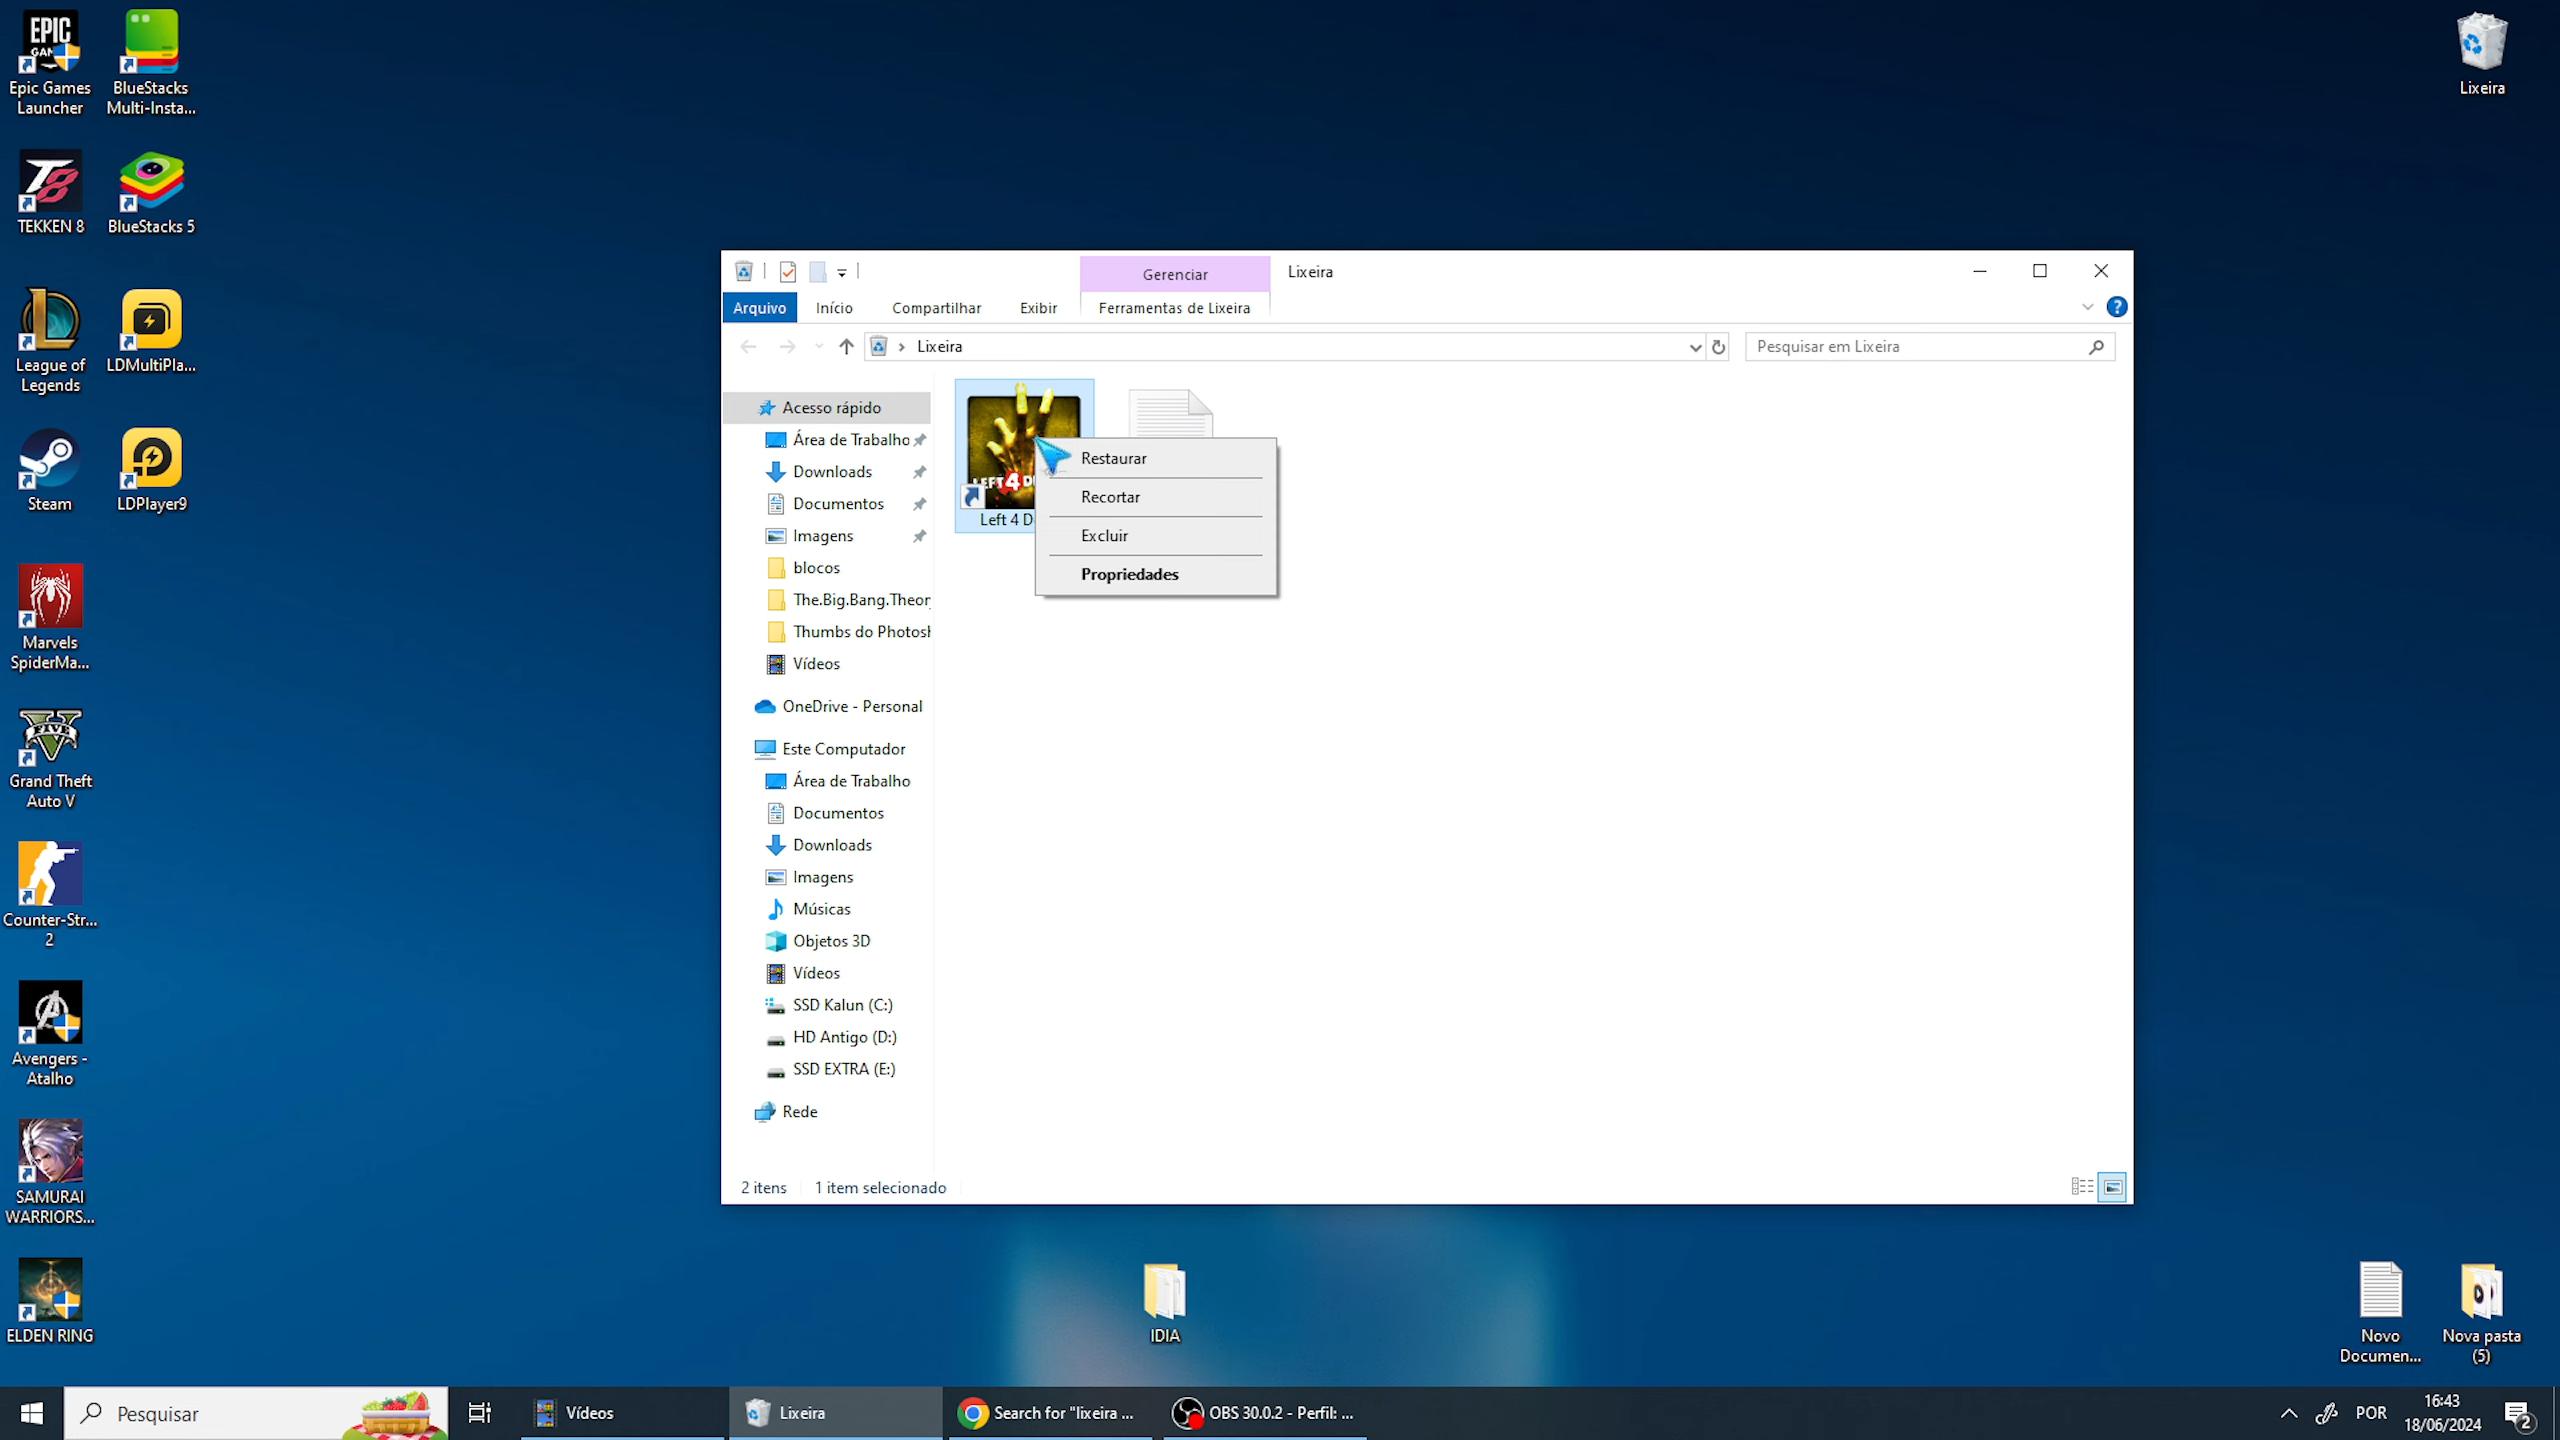 Epic Games
Launcher
BlueStacks
Multi-Insta...
Lixeira
TEKKEN 8
BlueStacks 5
League of
Legends
LDMultiPla...
Steam
LDPlayer9
Marvels
SpiderMa...
Grand Theft
Auto V
Counter-Str...
2
Avengers -
Atalho
SAMURAI
WARRIORS...
ELDEN RING
Gerenciar
Lixeira
Arquivo
Início
Compartilhar
Exibir
Ferramentas de Lixeira
Lixeira
Pesquisar em Lixeira
Acesso rápido
Área de Trabalho
Downloads
Documentos
Imagens
blocos
The.Big.Bang.Theor
Thumbs do Photosh
Vídeos
OneDrive - Personal
Este Computador
Área de Trabalho
Documentos
Downloads
Imagens
Músicas
Objetos 3D
Vídeos
SSD Kalun (C:)
HD Antigo (D:)
SSD EXTRA (E:)
Rede
LEFT 4 DE
Left 4 D
Restaurar
Recortar
Excluir
Propriedades
2 itens
1 item selecionado
IDIA
Novo
Documen...
Nova pasta
(5)
Pesquisar
Vídeos
Lixeira
Search for "lixeira ...
OBS 30.0.2 - Perfil: ...
POR
16:43
18/06/2024
2